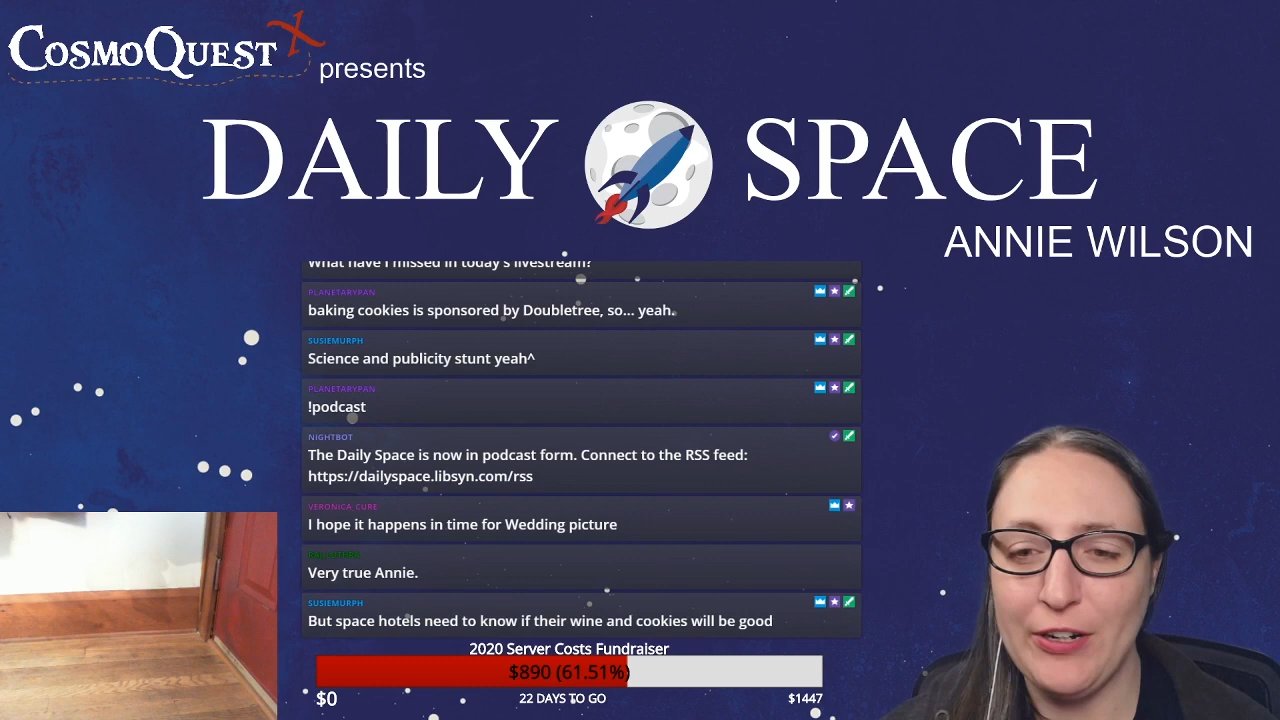 CosmoQuest X
presents
DAILY SPACE
ANNIE WILSON
What have I missed in today's livestream?
PLANETARYPAN
baking cookies is sponsored by Doubletree, so... yeah.
SUSIEMURPH
Science and publicity stunt yeah^
PLANETARYPAN
!podcast
NIGHTBOT
The Daily Space is now in podcast form. Connect to the RSS feed:
https://dailyspace.libsyn.com/rss
VERONICA_CURE
I hope it happens in time for Wedding picture
Very true Annie.
SUSIEMURPH
But space hotels need to know if their wine and cookies will be good
2020 Server Costs Fundraiser
$890 (61.51%)
$0
22 DAYS TO GO
$1447